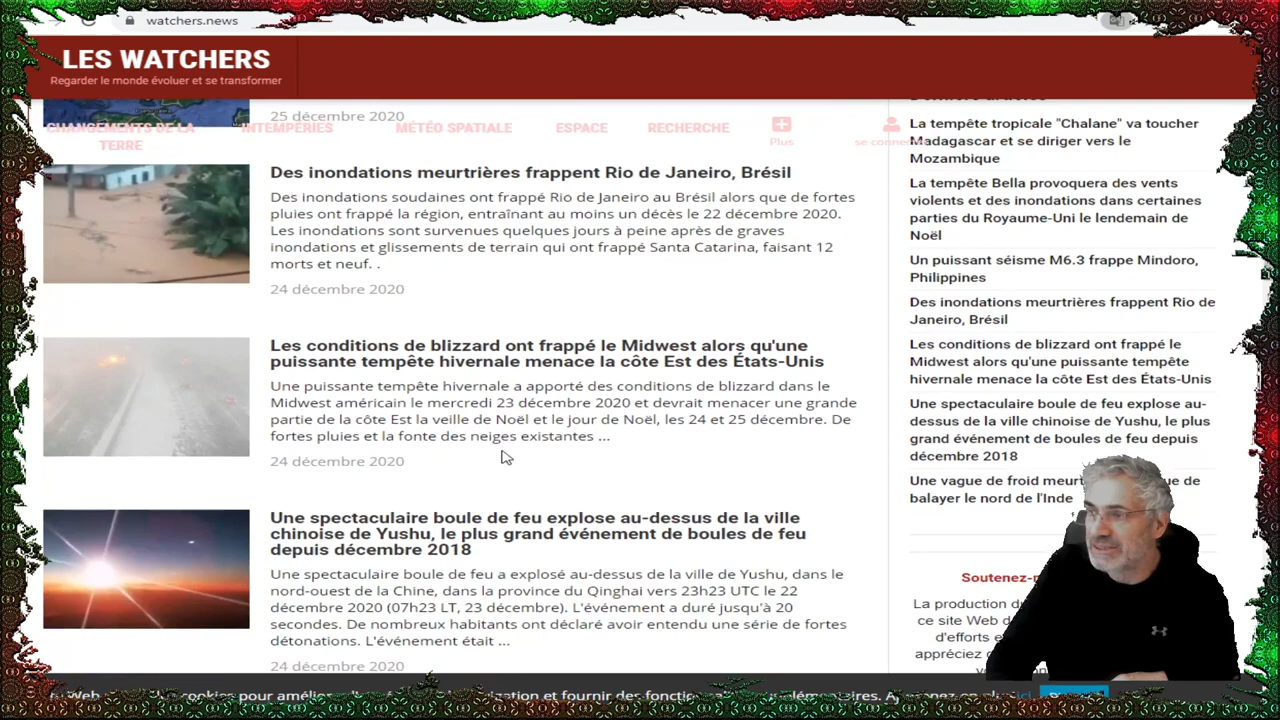 watchers.news
LES WATCHERS
Regarder le monde évoluer et se transformer
25 décembre 2020
CHANGEMENTS DE LA TERRE
INTEMPÉRIES
MÉTÉO SPATIALE
ESPACE
RECHERCHE
Plus
Des inondations meurtrières frappent Rio de Janeiro, Brésil
Des inondations soudaines ont frappé Rio de Janeiro au Brésil alors que de fortes
pluies ont frappé la région, entraînant au moins un décès le 22 décembre 2020.
Les inondations sont survenues quelques jours à peine après de graves
inondations et glissements de terrain qui ont frappé Santa Catarina, faisant 12
morts et neuf. .
24 décembre 2020
Les conditions de blizzard ont frappé le Midwest alors qu'une
puissante tempête hivernale menace la côte Est des États-Unis
Une puissante tempête hivernale a apporté des conditions de blizzard dans le
Midwest américain le mercredi 23 décembre 2020 et devrait menacer une grande
partie de la côte Est la veille de Noël et le jour de Noël, les 24 et 25 décembre. De
fortes pluies et la fonte des neiges existantes ...
24 décembre 2020
Une spectaculaire boule de feu explose au-dessus de la ville
chinoise de Yushu, le plus grand événement de boules de feu
depuis décembre 2018
Une spectaculaire boule de feu a explosé au-dessus de la ville de Yushu, dans le
nord-ouest de la Chine, dans la province du Qinghai vers 23h23 UTC le 22
décembre 2020 (07h23 LT, 23 décembre). L'événement a duré jusqu'à 20
secondes. De nombreux habitants ont déclaré avoir entendu une série de fortes
détonations. L'événement était ...
24 décembre 2020
La tempête tropicale "Chalane" va toucher
Madagascar et se diriger vers le
Mozambique
La tempête Bella provoquera des vents
violents et des inondations dans certaines
parties du Royaume-Uni le lendemain de
Noël
Un puissant séisme M6.3 frappe Mindoro,
Philippines
Des inondations meurtrières frappent Rio de
Janeiro, Brésil
Les conditions de blizzard ont frappé le
Midwest alors qu'une puissante tempête
hivernale menace la côte Est des États-Unis
Une spectaculaire boule de feu explose au-
dessus de la ville chinoise de Yushu, le plus
grand événement de boules de feu depuis
décembre 2018
Une vague de froid de
balayer le nord de l'Inde
La production
ce site Web
d'efforts
appréciez
Web cookies pour et fournir des